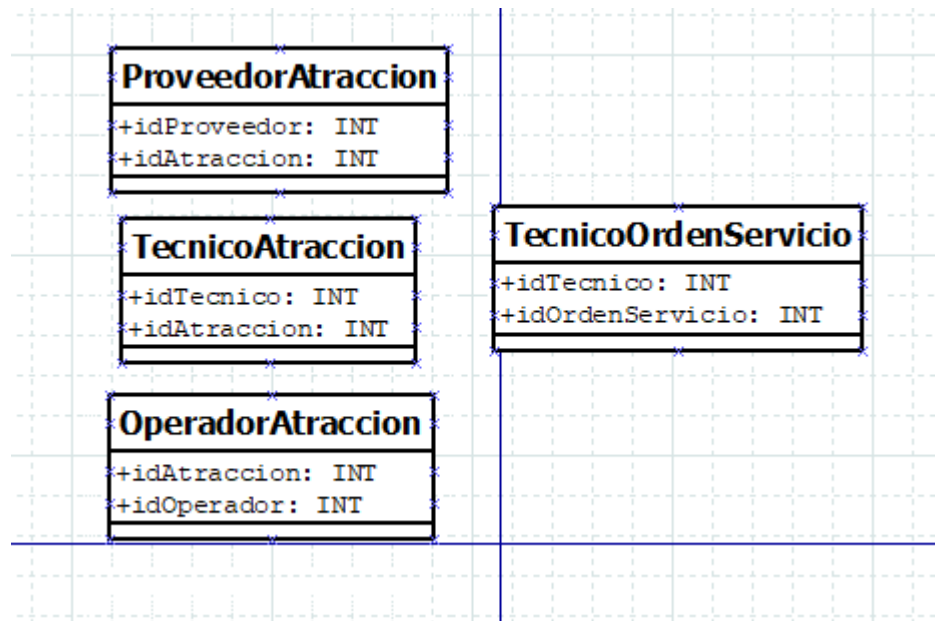 ProveedorAtraccion
+idProveedor: INT
+idAtraccion: INT
TecnicoAtraccion
+idTecnico: INT
+idAtraccion: INT
TecnicoOrdenServicio
+idTecnico: INT
+idOrdenServicio: INT
OperadorAtraccion
+idAtraccion: INT
+idOperador: INT